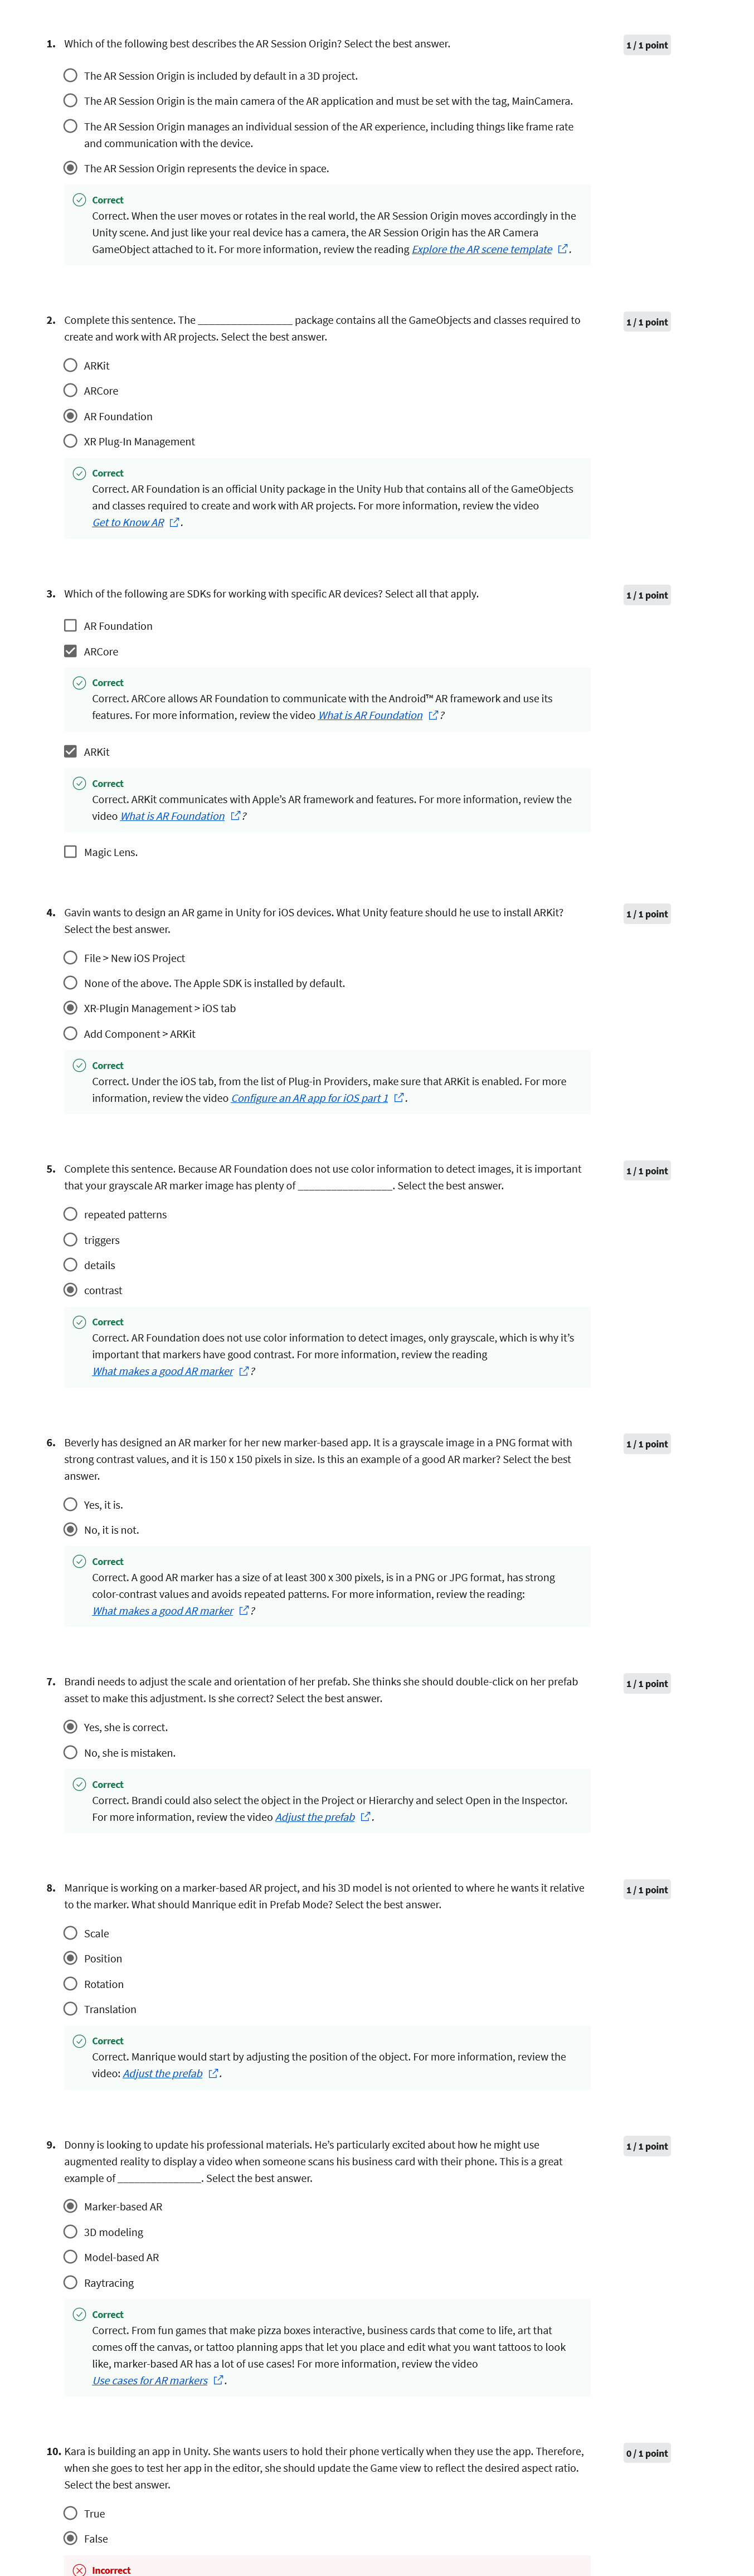 1. Which of the following best describes the AR Session Origin? Select the best answer.
1 / 1 point
The AR Session Origin is included by default in a 3D project.
The AR Session Origin is the main camera of the AR application and must be set with the tag, MainCamera.
The AR Session Origin manages an individual session of the AR experience, including things like frame rate
and communication with the device.
The AR Session Origin represents the device in space.
Correct
Correct. When the user moves or rotates in the real world, the AR Session Origin moves accordingly in the
Unity scene. And just like your real device has a camera, the AR Session Origin has the AR Camera
GameObject attached to it. For more information, review the reading Explore the AR scene template .
2. Complete this sentence. The _________________ package contains all the GameObjects and classes required to
1 / 1 point
create and work with AR projects. Select the best answer.
ARKit
ARCore
AR Foundation
XR Plug-In Management
Correct
Correct. AR Foundation is an official Unity package in the Unity Hub that contains all of the GameObjects
and classes required to create and work with AR projects. For more information, review the video
Get to Know AR .
3. Which of the following are SDKs for working with specific AR devices? Select all that apply.
1 / 1 point
AR Foundation
ARCore
Correct
Correct. ARCore allows AR Foundation to communicate with the Android™ AR framework and use its
features. For more information, review the video What is AR Foundation ?
ARKit
Correct
Correct. ARKit communicates with Apple's AR framework and features. For more information, review the
video What is AR Foundation ?
Magic Lens.
4. Gavin wants to design an AR game in Unity for iOS devices. What Unity feature should he use to install ARKit?
1 / 1 point
Select the best answer.
File > New iOS Project
None of the above. The Apple SDK is installed by default.
XR-Plugin Management > iOS tab
Add Component > ARKit
Correct
Correct. Under the iOS tab, from the list of Plug-in Providers, make sure that ARKit is enabled. For more
information, review the video Configure an AR app for iOS part 1 .
5. Complete this sentence. Because AR Foundation does not use color information to detect images, it is important
1 / 1 point
that your grayscale AR marker image has plenty of _________________. Select the best answer.
repeated patterns
triggers
details
contrast
Correct
Correct. AR Foundation does not use color information to detect images, only grayscale, which is why it's
important that markers have good contrast. For more information, review the reading
What makes a good AR marker ?
6. Beverly has designed an AR marker for her new marker-based app. It is a grayscale image in a PNG format with
1 / 1 point
strong contrast values, and it is 150 x 150 pixels in size. Is this an example of a good AR marker? Select the best
answer.
Yes, it is.
No, it is not.
Correct
Correct. A good AR marker has a size of at least 300 x 300 pixels, is in a PNG or JPG format, has strong
color-contrast values and avoids repeated patterns. For more information, review the reading:
What makes a good AR marker ?
7. Brandi needs to adjust the scale and orientation of her prefab. She thinks she should double-click on her prefab
1 / 1 point
asset to make this adjustment. Is she correct? Select the best answer.
Yes, she is correct.
No, she is mistaken.
Correct
Correct. Brandi could also select the object in the Project or Hierarchy and select Open in the Inspector.
For more information, review the video Adjust the prefab .
8. Manrique is working on a marker-based AR project, and his 3D model is not oriented to where he wants it relative
1 / 1 point
to the marker. What should Manrique edit in Prefab Mode? Select the best answer.
Scale
Position
Rotation
Translation
Correct
Correct. Manrique would start by adjusting the position of the object. For more information, review the
video: Adjust the prefab .
9. Donny is looking to update his professional materials. He's particularly excited about how he might use
1 / 1 point
augmented reality to display a video when someone scans his business card with their phone. This is a great
example of _______________. Select the best answer.
Marker-based AR
3D modeling
Model-based AR
Raytracing
Correct
Correct. From fun games that make pizza boxes interactive, business cards that come to life, art that
comes off the canvas, or tattoo planning apps that let you place and edit what you want tattoos to look
like, marker-based AR has a lot of use cases! For more information, review the video
Use cases for AR markers .
10. Kara is building an app in Unity. She wants users to hold their phone vertically when they use the app. Therefore,
0 / 1 point
when she goes to test her app in the editor, she should update the Game view to reflect the desired aspect ratio.
Select the best answer.
True
False
Incorrect